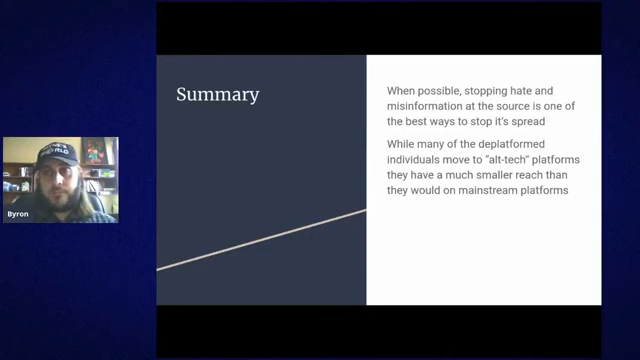 Summary
When possible, stopping hate and
misinformation at the source is one of
the best ways to stop it's spread
While many of the deplatformed
individuals move to "alt-tech" platforms
they have a much smaller reach than
they would on mainstream platforms
Byron